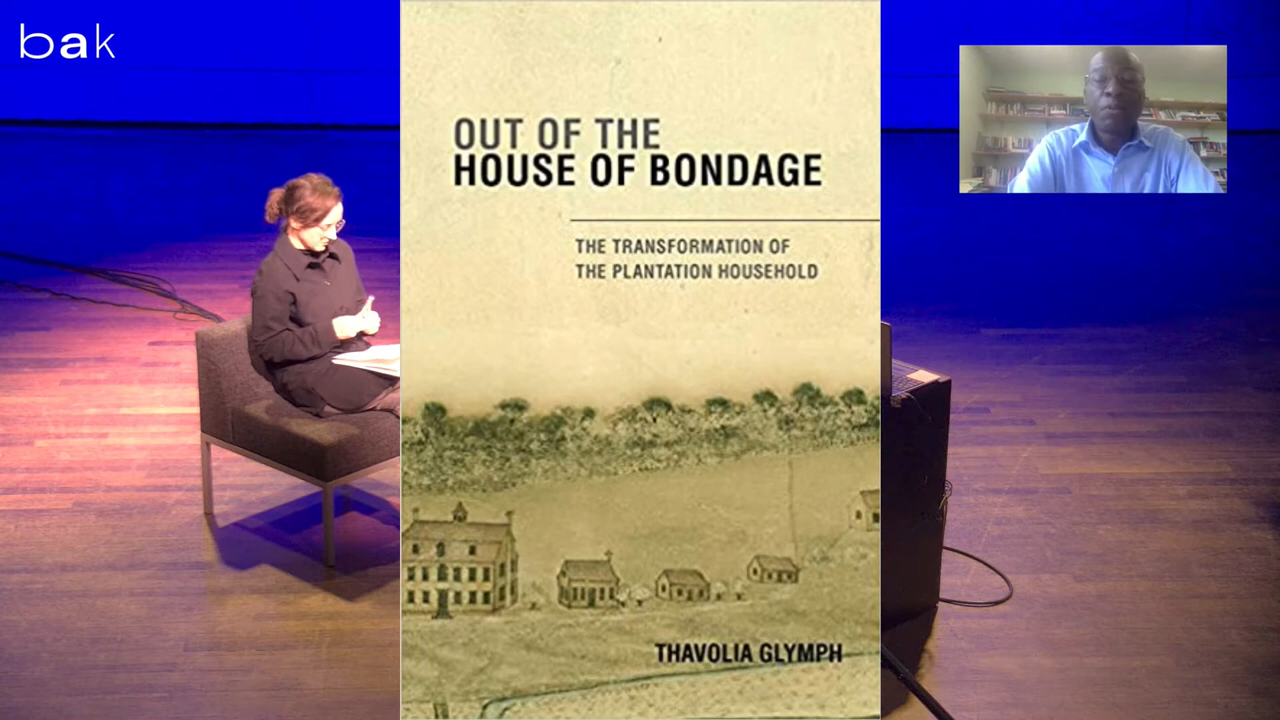 bak
OUT OF THE
HOUSE OF BONDAGE
THE TRANSFORMATION OF
THE PLANTATION HOUSEHOLD
THAVOLIA GLYMPH